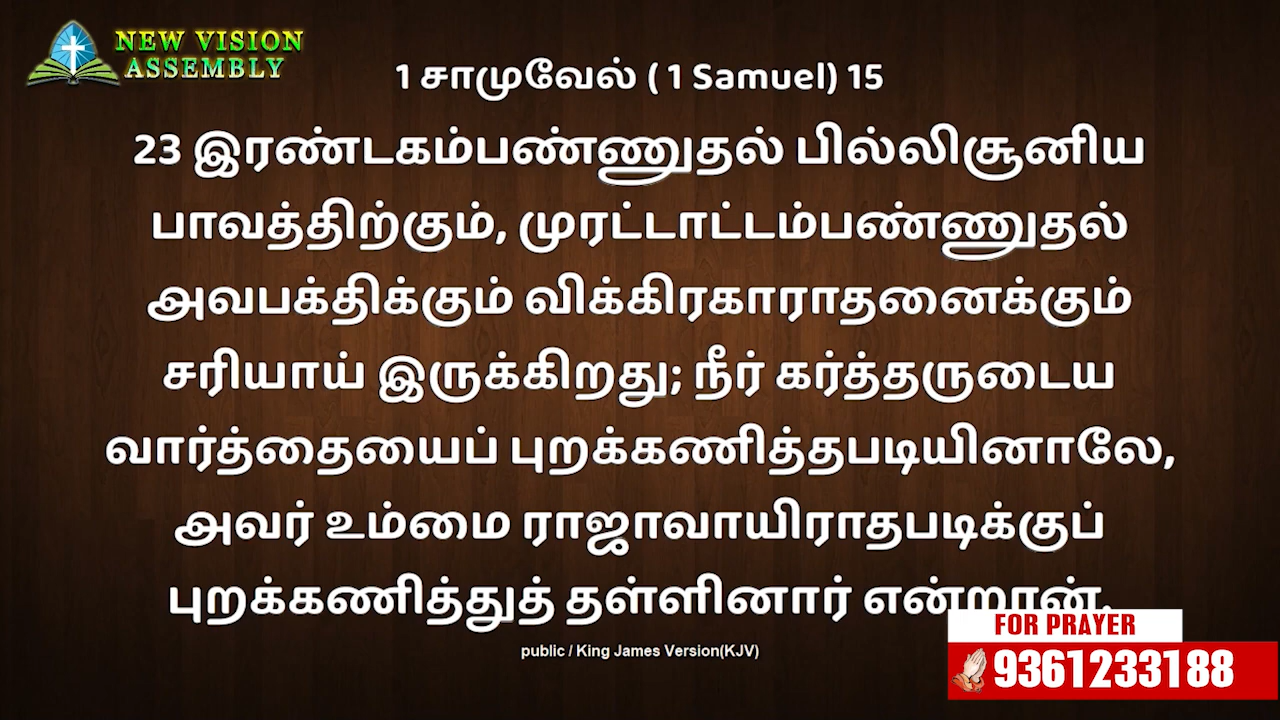 NEW VISION
ASSEMBLY
1 சாமுவேல் ( 1 Samuel) 15
23 இரண்டகம்பண்ணுதல் பில்லிசூனிய
பாவத்திற்கும், முரட்டாட்டம்பண்ணுதல்
அவபக்திக்கும் விக்கிரகாராதனைக்கும்
சரியாய் இருக்கிறது; நீர் கர்த்தருடைய
வார்த்தையைப் புறக்கணித்தபடியினாலே,
அவர் உம்மை ராஜாவாயிராதபடிக்குப்
புறக்கணித்துத் தள்ளினார் என்றான்.
public / King James Version(KJV)
FOR PRAYER
9361233188